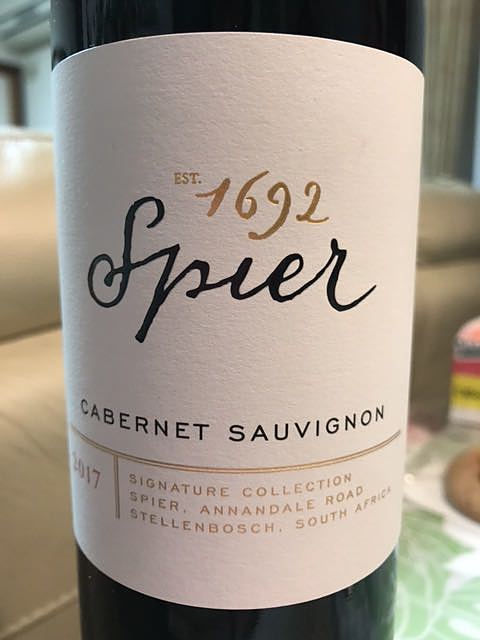 EST. 1692
Spier
CABERNET SAUVIGNON
2017
SIGNATURE COLLECTION
SPIER, ANNANDALE ROAD
STELLENBOSCH, SOUTH AFRICA